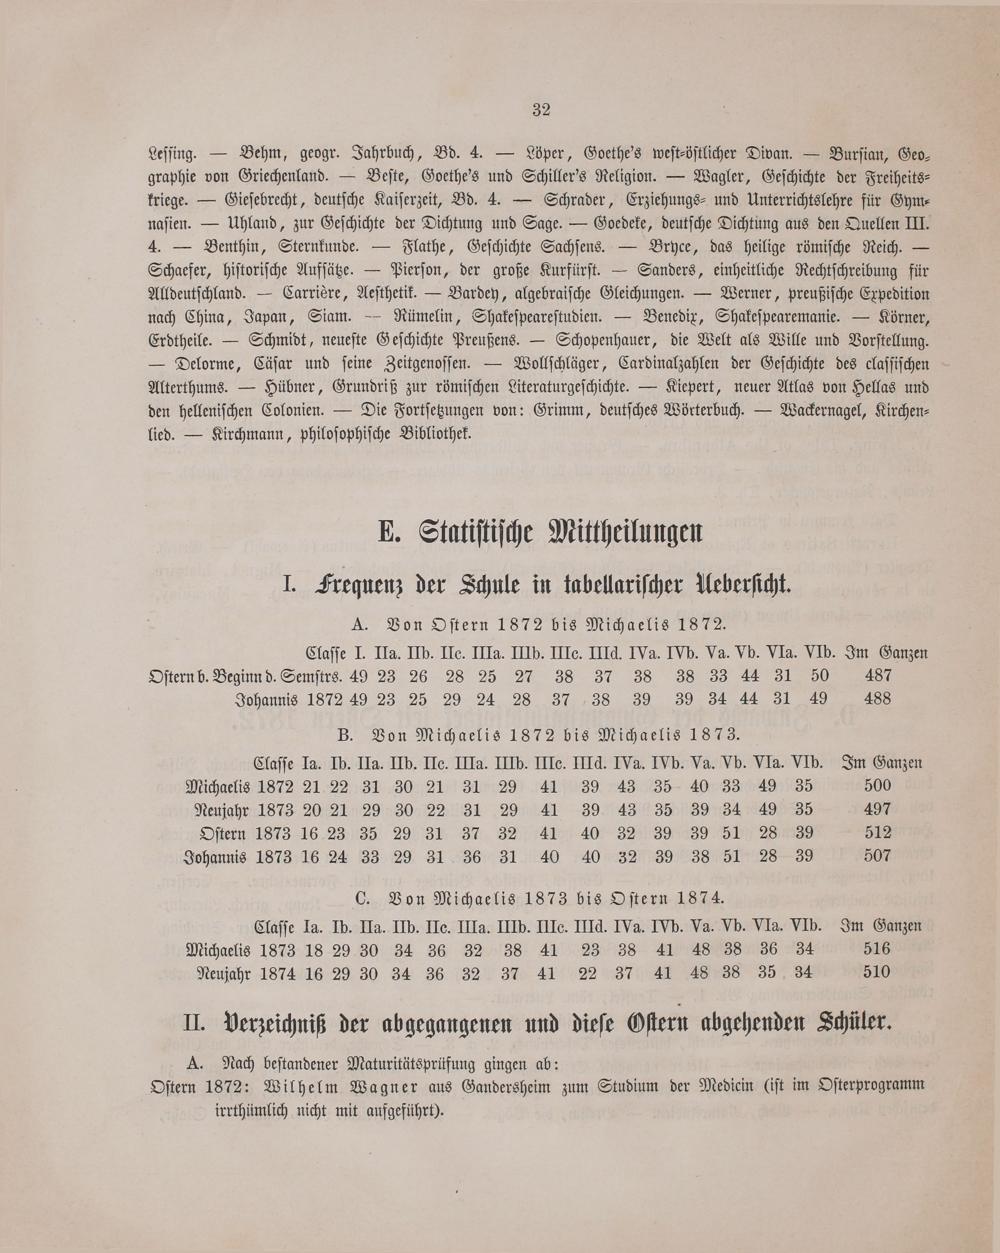 32
Lessing. — Behm, geogr. Jahrbuch, Bd. 4. — Löper, Goethe's west-östlicher Divan. — Bursian, Geo-
graphie von Griechenland. — Beste, Goethe's und Schiller's Religion. — Wagler, Geschichte der Freiheits-
kriege. — Giesebrecht, deutsche Kaiserzeit, Bd. 4. — Schrader, Erziehungs- und Unterrichtslehre für Gym-
nasien. — Uhland, zur Geschichte der Dichtung und Sage. — Goedeke, deutsche Dichtung aus den Quellen III.
4. — Benthin, Sternkunde. — Flathe, Geschichte Sachsens. — Bryce, das heilige römische Reich. —
Schaefer, historische Aufsätze. — Pierson, der große Kurfürst. — Sanders, einheitliche Rechtschreibung für
Alldeutschland. — Carrière, Aesthetik. — Bardey, algebraische Gleichungen. — Werner, preußische Expedition
nach China, Japan, Siam. — Rümelin, Shakespearestudien. — Benedix, Shakespearemanie. — Körner,
Erdtheile. — Schmidt, neueste Geschichte Preußens. — Schopenhauer, die Welt als Wille und Vorstellung.
— Delorme, Cäsar und seine Zeitgenossen. — Wollschläger, Cardinalzahlen der Geschichte des classischen
Alterthums. — Hübner, Grundriß zur römischen Literaturgeschichte. — Kiepert, neuer Atlas von Hellas und
den hellenischen Colonien. — Die Fortsetzungen von: Grimm, deutsches Wörterbuch. — Wackernagel, Kirchen-
lied. — Kirchmann, philosophische Bibliothek.
E. Statistische Mittheilungen
I. Frequenz der Schule in tabellarischer Uebersicht.
A. Von Ostern 1872 bis Michaelis 1872.
Classe I. IIa. IIb. IIc. IIIa. IIIb. IIIc. IIId. IVa. IVb. Va. Vb. VIa. VIb. Im Ganzen
Ostern b. Beginn d. Semstrs. 49 23 26 28 25 27 38 37 38 38 33 44 31 50 487
Johannis 1872 49 23 25 29 24 28 37 38 39 39 34 44 31 49 488
B. Von Michaelis 1872 bis Michaelis 1873.
Classe Ia. Ib. IIa. IIb. IIc. IIIa. IIIb. IIIc. IIId. IVa. IVb. Va. Vb. VIa. VIb. Im Ganzen
Michaelis 1872 21 22 31 30 21 31 29 41 39 43 35 40 33 49 35 500
Neujahr 1873 20 21 29 30 22 31 29 41 39 43 35 39 34 49 35 497
Ostern 1873 16 23 35 29 31 37 32 41 40 32 39 39 51 28 39 512
Johannis 1873 16 24 33 29 31 36 31 40 40 32 39 38 51 28 39 507
C. Von Michaelis 1873 bis Ostern 1874.
Classe Ia. Ib. IIa. IIb. IIc. IIIa. IIIb. IIIc. IIId. IVa. IVb. Va. Vb. VIa. VIb. Im Ganzen
Michaelis 1873 18 29 30 34 36 32 38 41 23 38 41 48 38 36 34 516
Neujahr 1874 16 29 30 34 36 32 37 41 22 37 41 48 38 35 34 510
II. Verzeichniß der abgegangenen und diese Ostern abgehenden Schüler.
A. Nach bestandener Maturitätsprüfung gingen ab:
Ostern 1872: Wilhelm Wagner aus Gandersheim zum Studium der Medicin (ist im Osterprogramm
irrthümlich nicht mit aufgeführt).